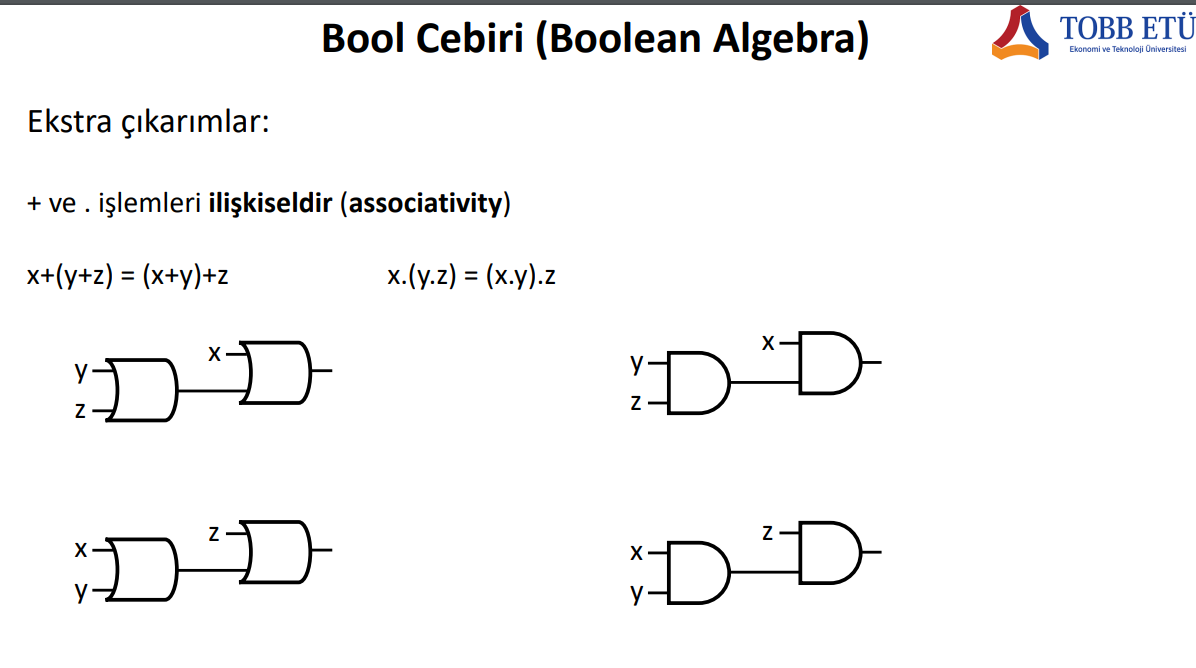 Bool Cebiri (Boolean Algebra)
TOBB ETÜ
Ekonomi ve Teknoloji Üniversitesi
Ekstra çıkarımlar:
+ ve . işlemleri ilişkiseldir (associativity)
x+(y+z) = (x+y)+z
x.(y.z) = (x.y).z
x
y
z
x
y
z
z
x
y
z
x
y